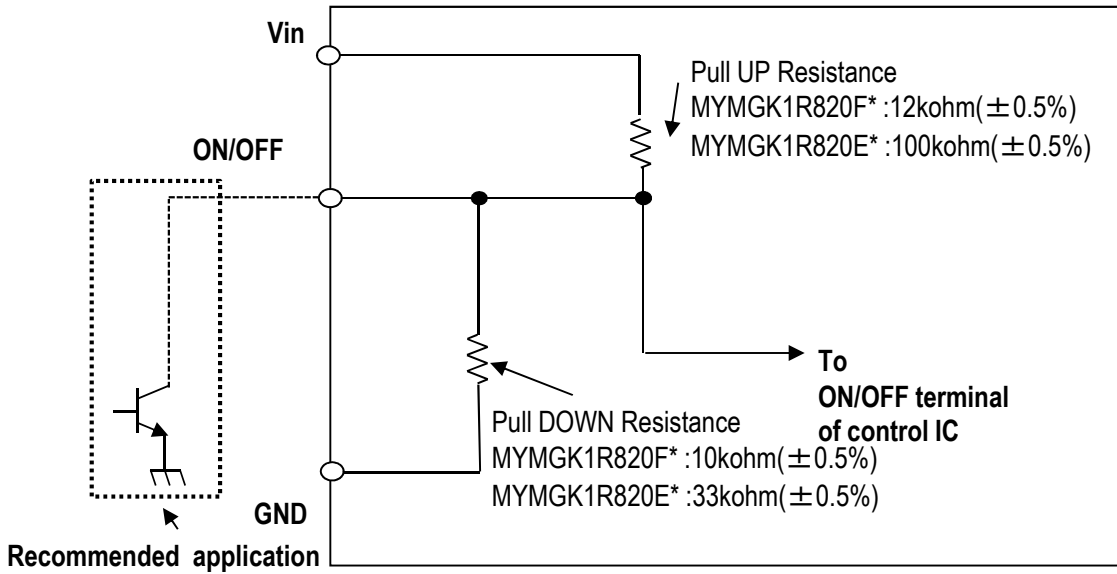 Vin
Pull UP Resistance
MYMGK1R820F* :12kohm(±0.5%)
MYMGK1R820E* :100kohm(±0.5%)
ON/OFF
To
ON/OFF terminal
of control IC
Pull DOWN Resistance
MYMGK1R820F* :10kohm(±0.5%)
MYMGK1R820E* :33kohm(±0.5%)
GND
Recommended application